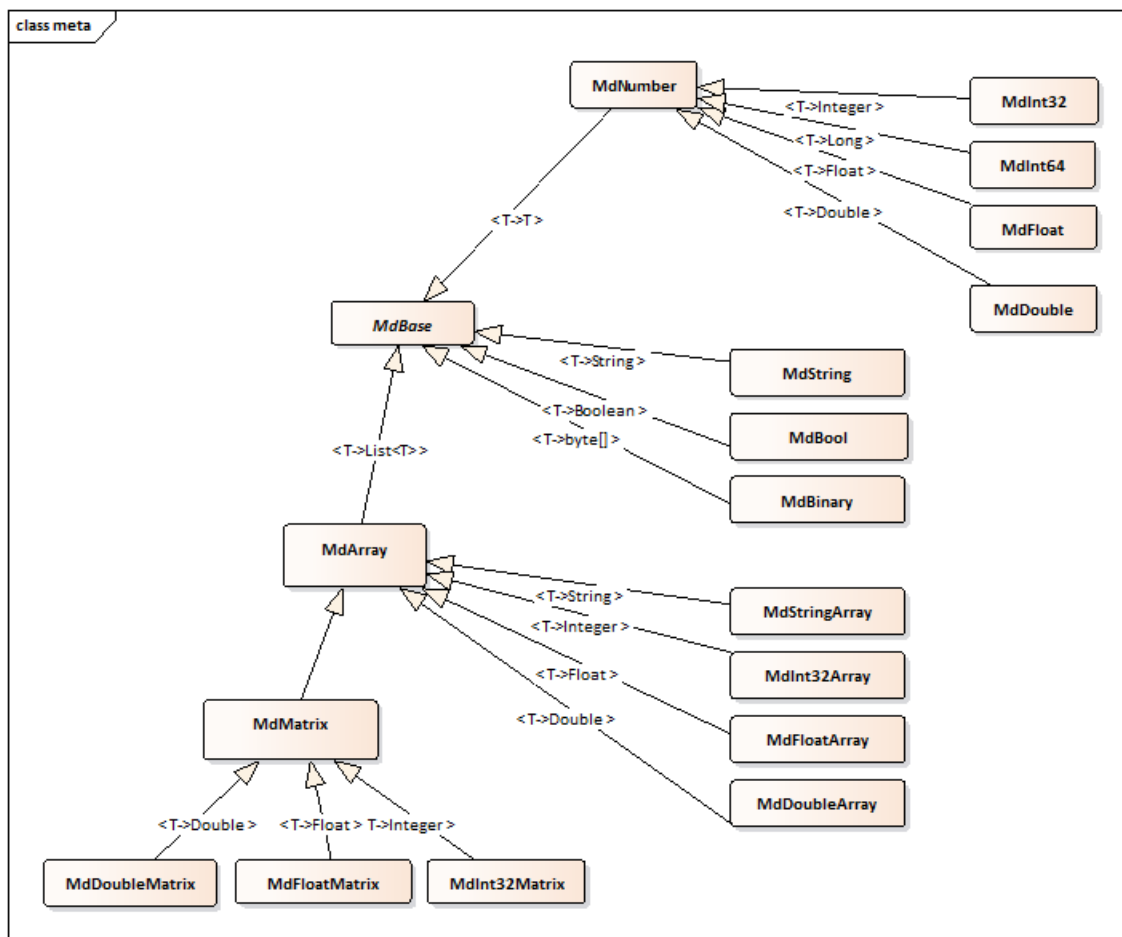 class meta
MdNumber
MdInt32
<T->Integer>
<T->Long>
MdInt64
<T->Float>
<T->Double>
MdFloat
<T->T>
MdDouble
MdBase
<T->String>
MdString
<T->Boolean>
MdBool
<T->byte[]>
<T->List<T>>
MdBinary
MdArray
<T->String>
MdStringArray
<T->Integer>
MdInt32Array
<T->Float>
<T->Double>
MdMatrix
MdFloatArray
MdDoubleArray
<T->Double> <T->Float> T->Integer>
MdDoubleMatrix MdFloatMatrix MdInt32Matrix